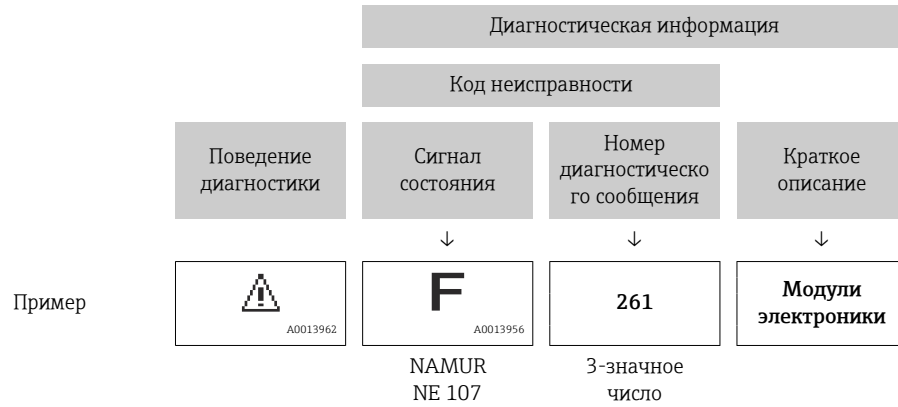 Диагностическая информация
Код неисправности
Поведение
диагностики
Сигнал
состояния
Номер
диагностическо
го сообщения
Краткое
описание
↓
↓
↓
Пример
A0013962
F
A0013956
261
Модули
электроники
NAMUR
NE 107
3-значное
число